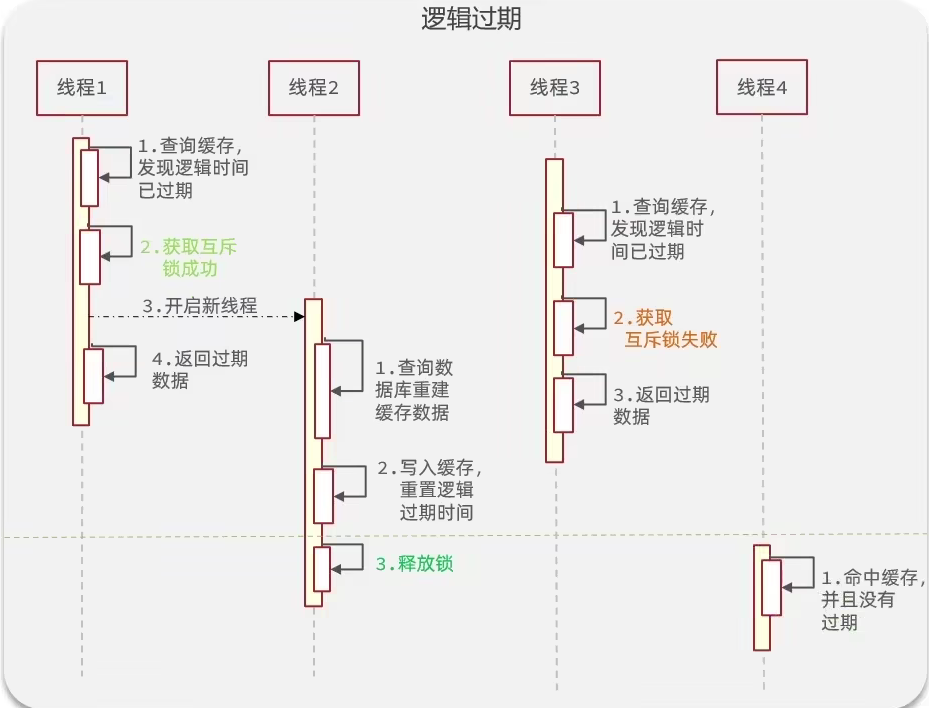 逻辑过期
线程1
线程2
线程3
线程4
1.查询缓存，
发现逻辑时间
已过期
2.获取互斥
锁成功
3.开启新线程
4.返回过期
数据
1.查询数
据库重建
缓存数据
2.写入缓存，
重置逻辑
过期时间
3.释放锁
1.查询缓存，
发现逻辑时
间已过期
2.获取
互斥锁失败
3.返回过期
数据
1.命中缓存，
并且没有
过期